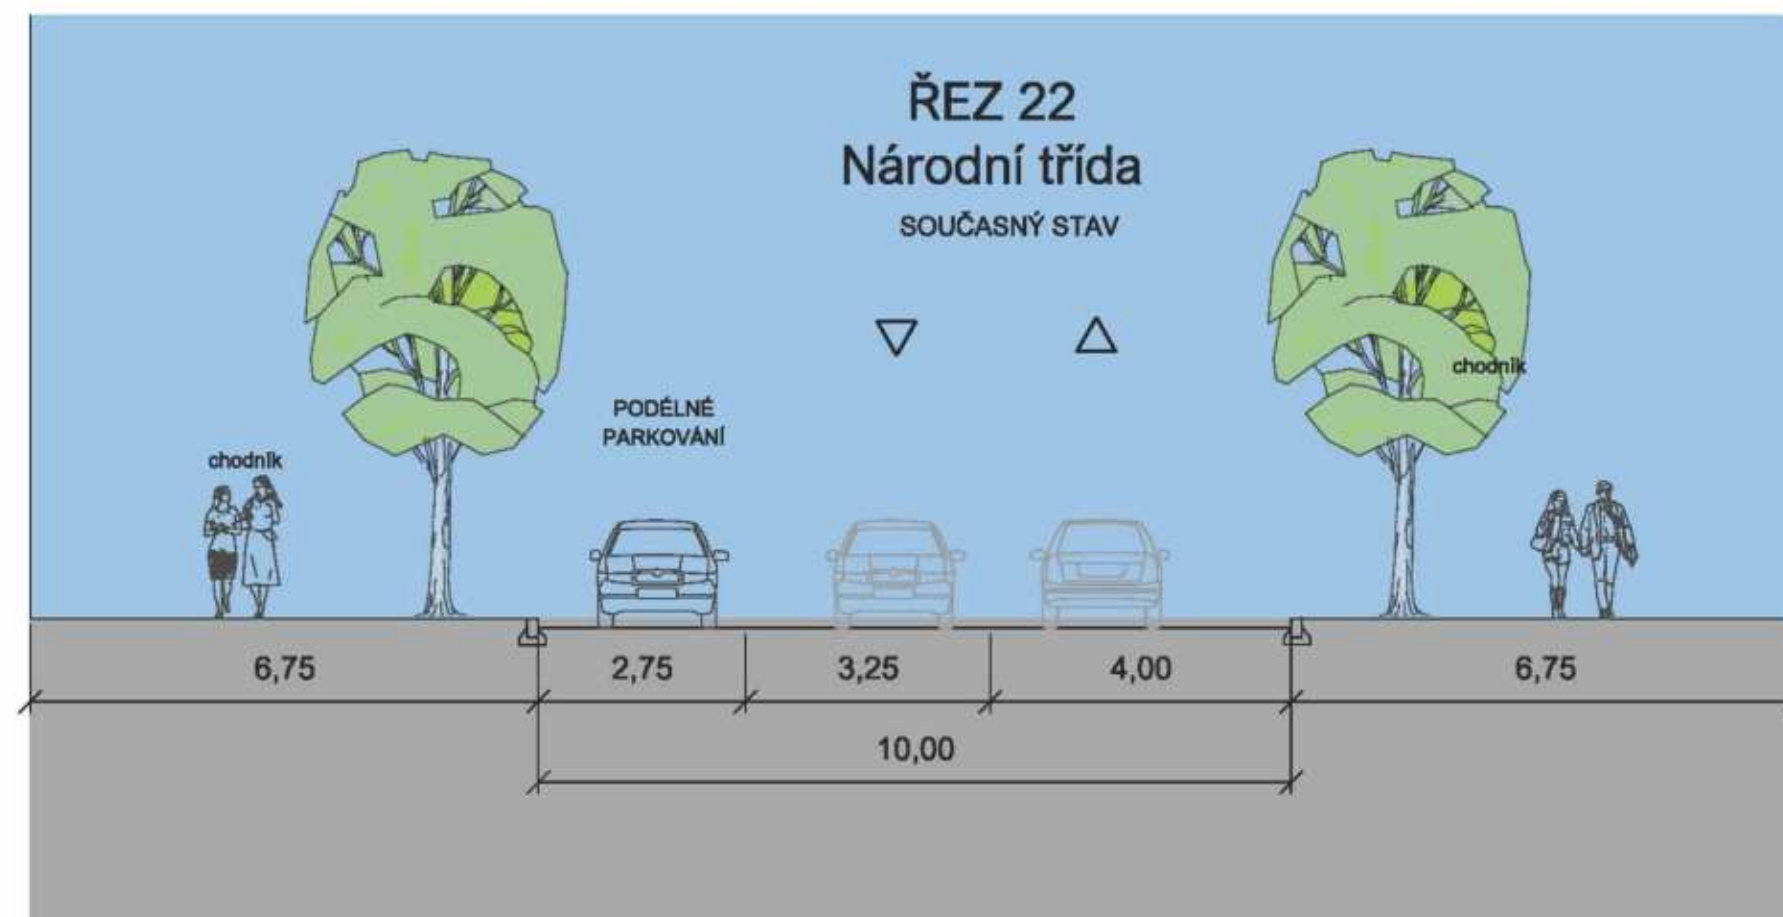 ŘEZ 22
Národní třída
SOUČASNÝ STAV
chodník
PODÉLNÉ
PARKOVÁNÍ
chodník
6,75
2,75
3,25
4,00
6,75
10,00